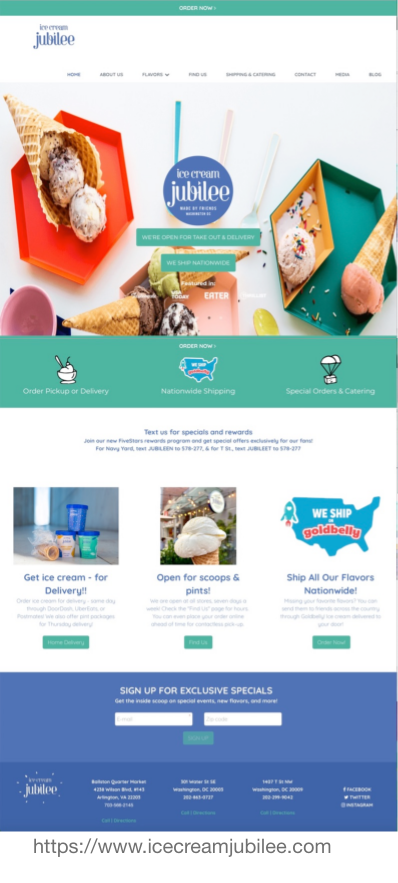 ORDER NOW ›
ice cream
jubilee
HOME ABOUT US FLAVORS FIND US SHIPPING & CATERING CONTACT MEDIA BLOG
ice cream
jubilee
MADE BY FRIENDS
WASHINGTON DC
WE'RE OPEN FOR TAKE OUT & DELIVERY
WE SHIP NATIONWIDE
Featured in:
TODAY EATER
ORDER NOW ›
Order Pickup or Delivery
WE SHIP
goldbelly
Nationwide Shipping
Special Orders & Catering
Text us for specials and rewards
Join our new FiveStars rewards program and get special offers exclusively for our fans!
For Navy Yard, text JUBILEEN to 578-277, & for T St., text JUBILEET to 578-277
WE SHIP
ON
goldbelly
Get ice cream - for
Delivery!!
Order ice cream for delivery - same day
through DoorDash, UberEats, or
Postmates! We also offer pint packages
for Thursday delivery!
Home Delivery
Open for scoops &
pints!
We are open at all stores, seven days a
week! Check the "Find Us" page for hours.
You can even place your order online
ahead of time for contactless pick-up.
Find Us
Ship All Our Flavors
Nationwide!
Missing your favorite flavors? You can
send them to friends across the country
through Goldbelly! Ice cream delivered to
your door!
Order Now!
SIGN UP FOR EXCLUSIVE SPECIALS
Get the inside scoop on special events, new flavors, and more!
E-mail
Zip code
SIGN UP
ice cream
jubilee
Ballston Quarter Market
4238 Wilson Blvd, #143
Arlington, VA 22203
Call | Directions
301 Water St SE
Washington, DC 20003
202-863-0727
Call | Directions
1407 T St NW
Washington, DC 20009
202-299-9042
Call | Directions
FACEBOOK
TWITTER
INSTAGRAM
https://www.icecreamjubilee.com